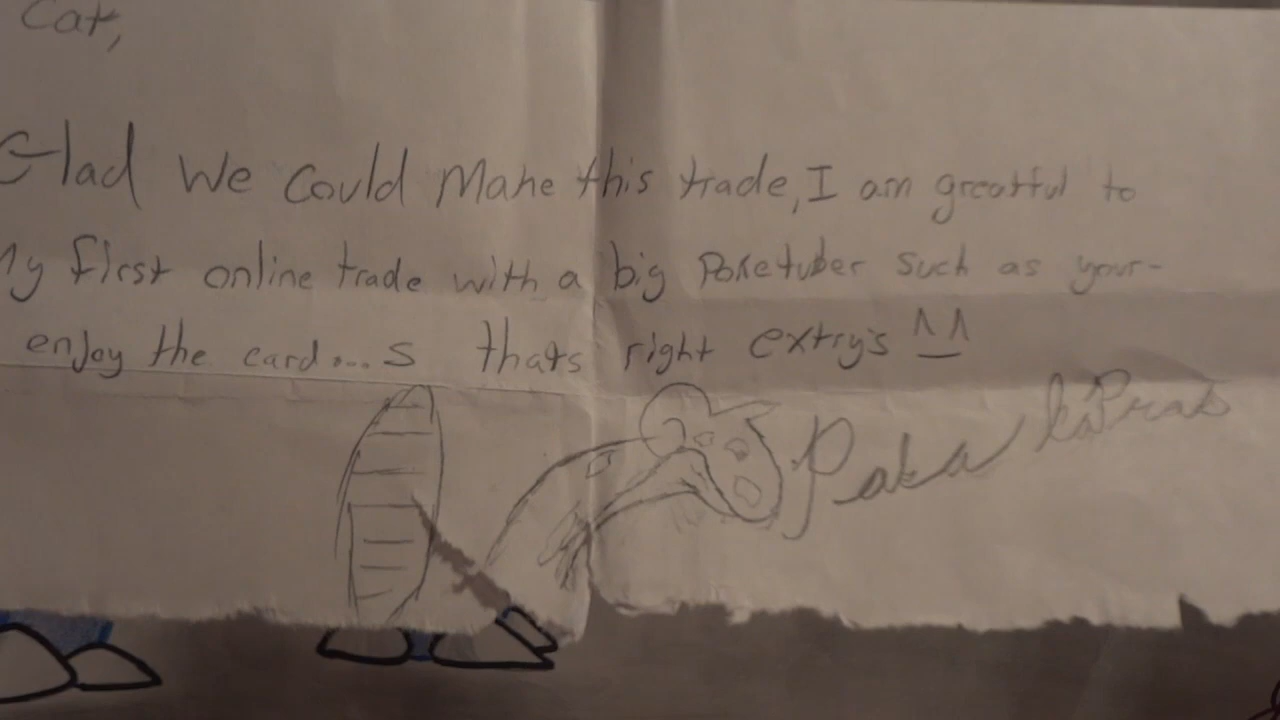 Cat,
Glad We Could Make this trade, I am greatful to
My first online trade with a big Poketuber such as your-
enjoy the card...s thats right extry's ^_^
Paka